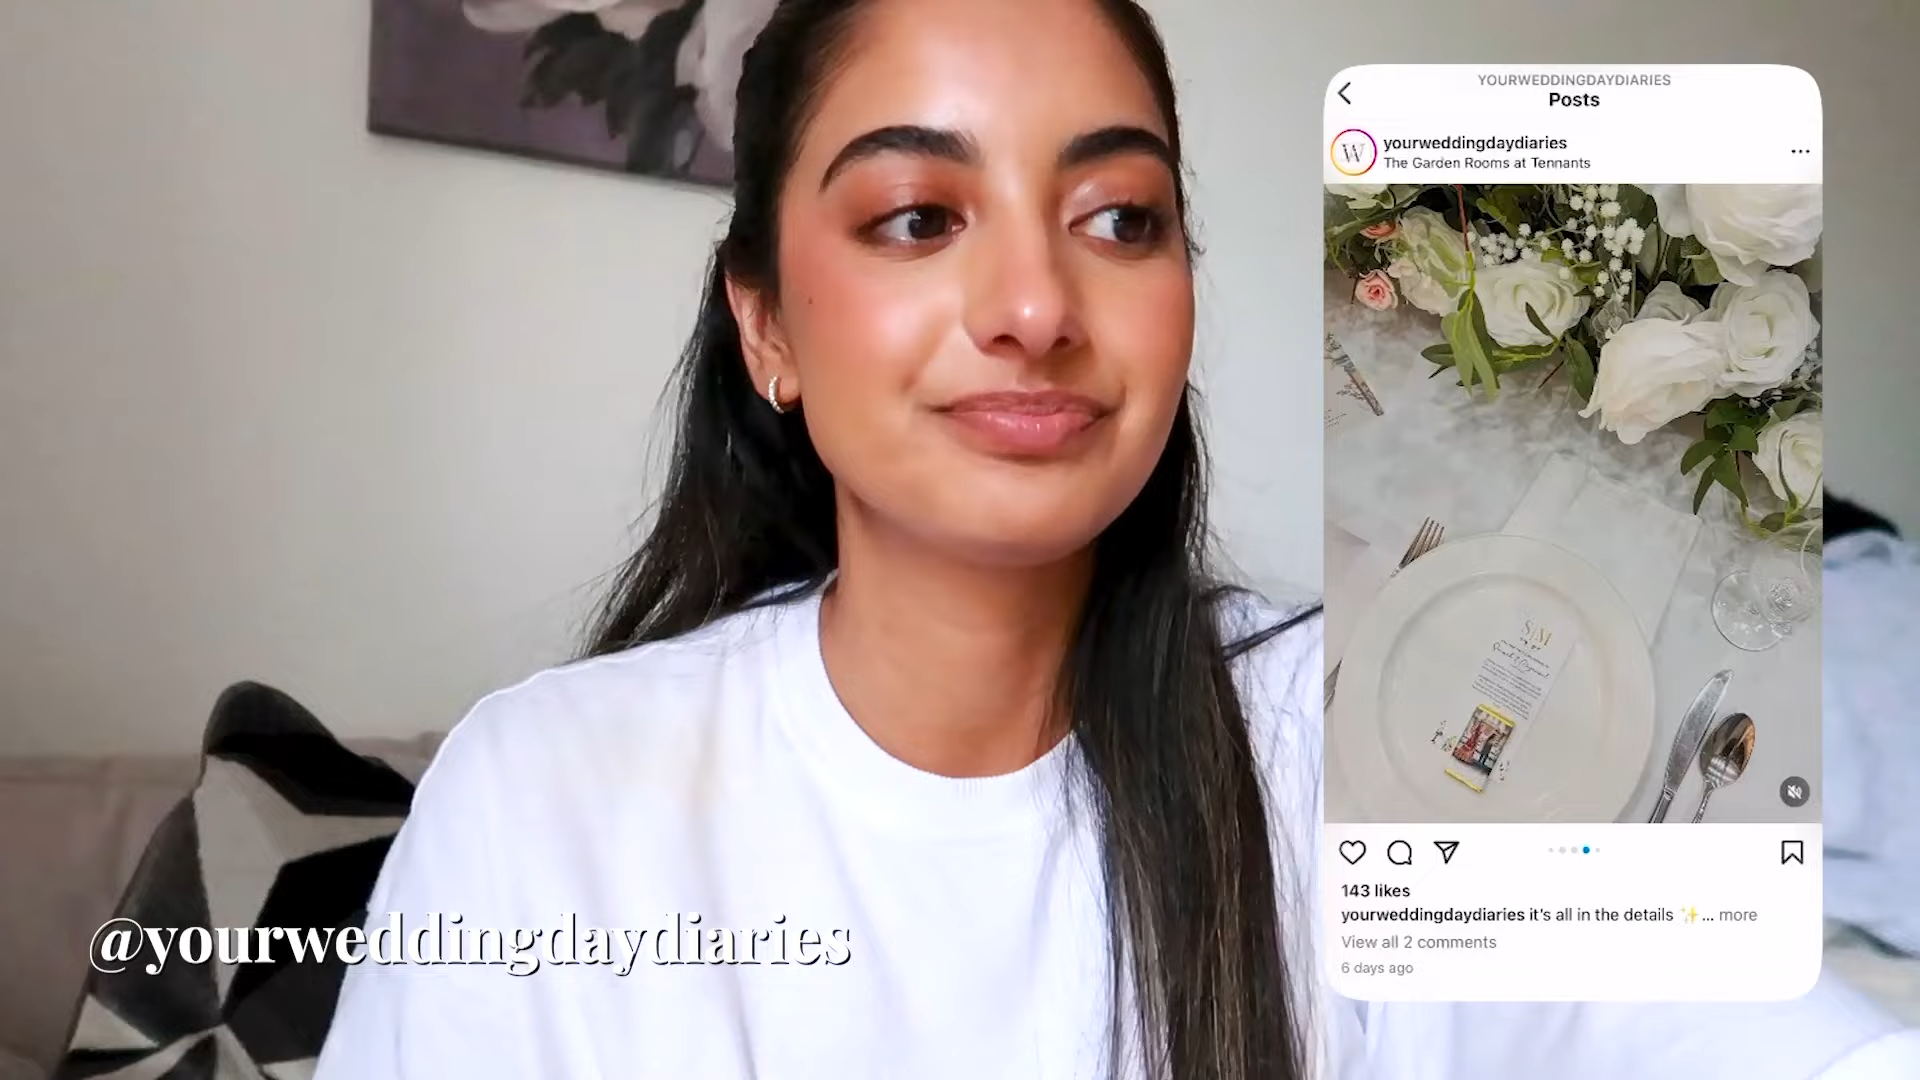 YOURWEDDINGDAYDIARIES
Posts
W
yourweddingdaydiaries
The Garden Rooms at Tennants
S M
143 likes
yourweddingdaydiaries it's all in the details ✨... more
View all 2 comments
6 days ago
@yourweddingdaydiaries